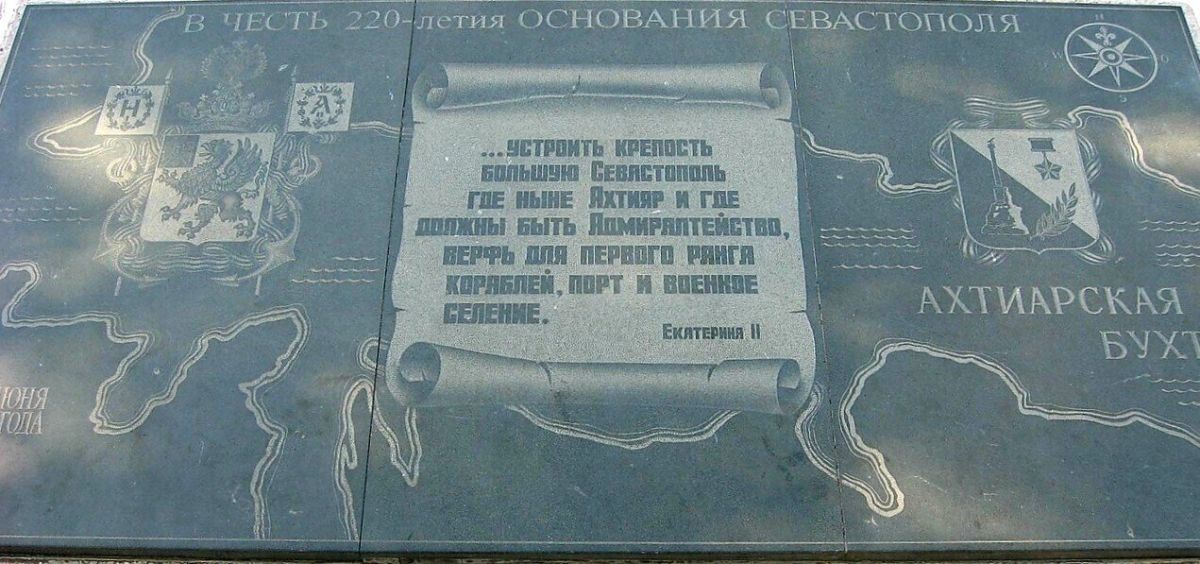 В ЧЕСТЬ 220-летия ОСНОВАНИЯ СЕВАСТОПОЛЯ
N
W
O
S
Н
А
...УСТРОИТЬ КРЕПОСТЬ
БОЛЬШУЮ СЕВАСТОПОЛЬ
ГДЕ НЫНЕ АХТИЯР И ГДЕ
ДОЛЖНЫ БЫТЬ АДМИРАЛТЕЙСТВО,
ВЕРФЬ ДЛЯ ПЕРВОГО РАНГА
КОРАБЛЕЙ, ПОРТ И ВОЕННОЕ
СЕЛЕНИЕ.
ЕКАТЕРИНА II
АХТИАРСКАЯ
БУХТ
ИЮНЯ
ГОДА